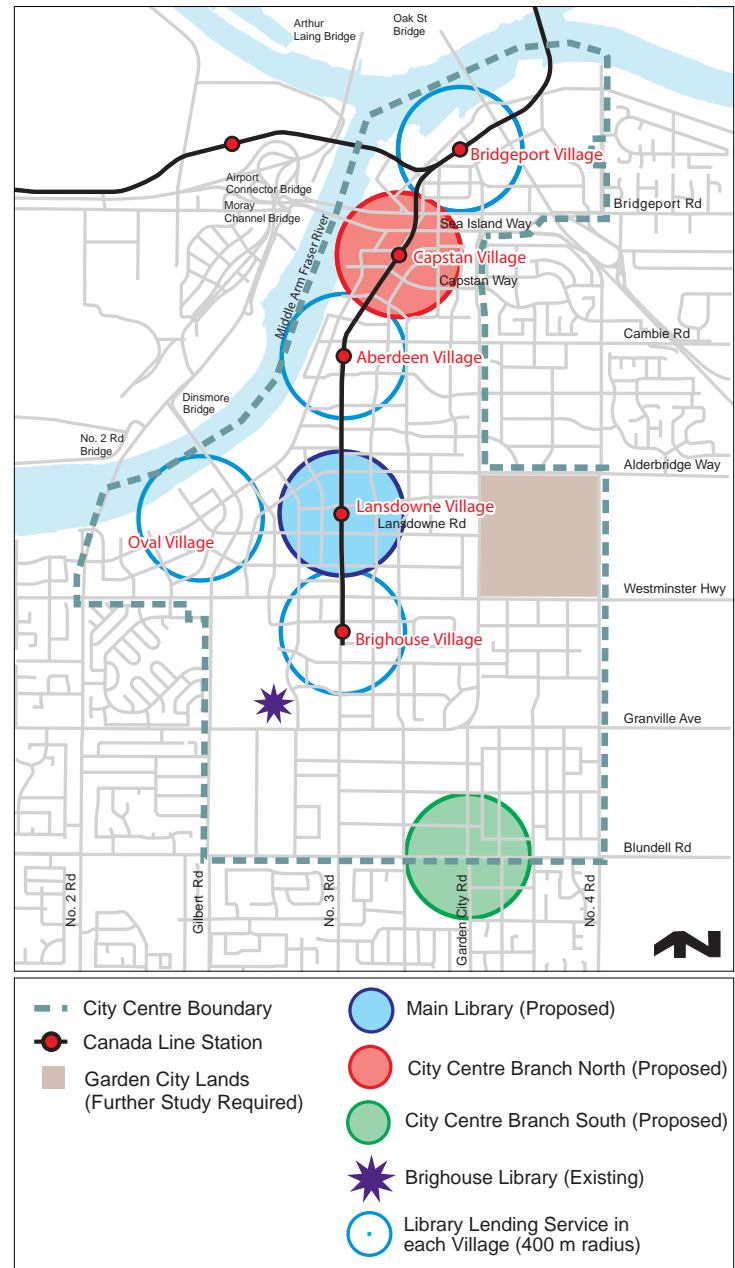 Arthur
Laing Bridge
Oak St
Bridge
Bridgeport Village
Airport
Connector Bridge
Moray
Channel Bridge
Bridgeport Rd
Sea Island Way
Capstan Village
Capstan Way
Middle Arm Fraser River
Cambie Rd
Aberdeen Village
Dinsmore
Bridge
No. 2 Rd
Bridge
Alderbridge Way
Lansdowne Village
Lansdowne Rd
Oval Village
Westminster Hwy
Brighouse Village
Granville Ave
Blundell Rd
No. 2 Rd
Gilbert Rd
No. 3 Rd
Garden City Rd
No. 4 Rd
N
City Centre Boundary
Canada Line Station
Garden City Lands
(Further Study Required)
Main Library (Proposed)
City Centre Branch North (Proposed)
City Centre Branch South (Proposed)
Brighouse Library (Existing)
Library Lending Service in
each Village (400 m radius)